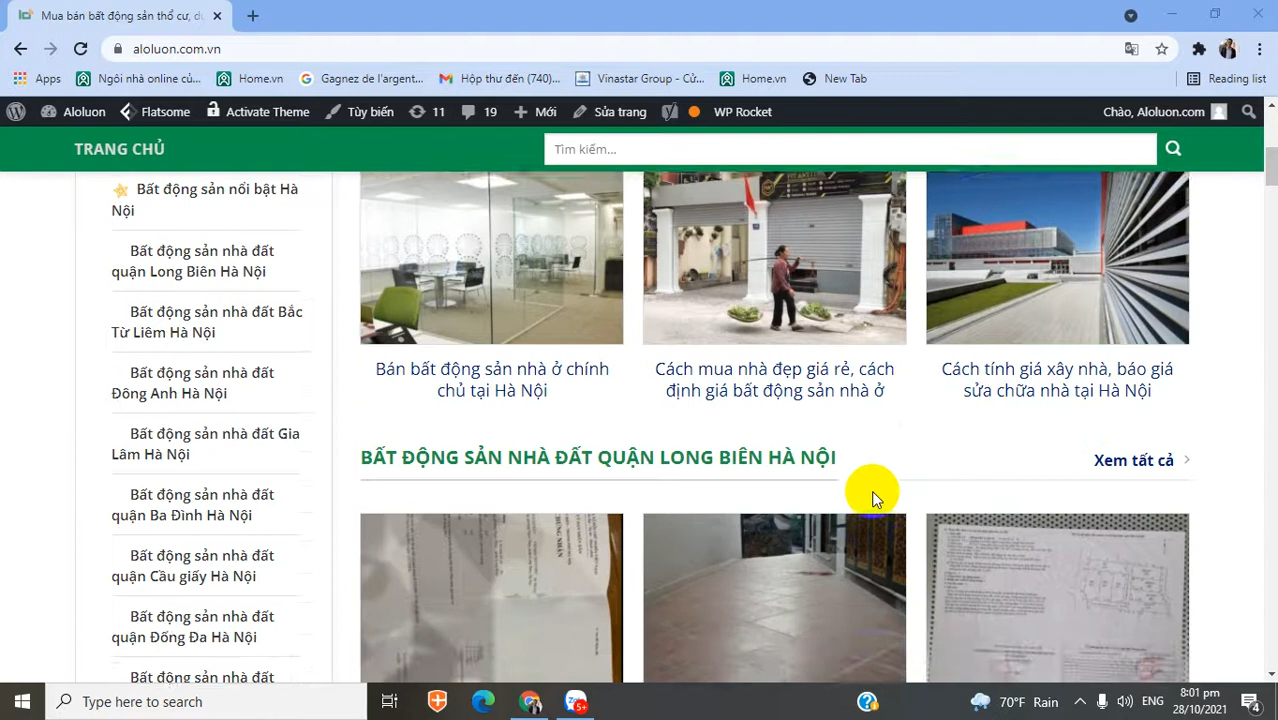 Mua bán bất động sản thổ cư, dự
aloluon.com.vn
Apps
Ngôi nhà online củ...
Home.vn
Gagnez de l'argent...
Hộp thư đến (740)...
Vinastar Group - Cử...
Home.vn
New Tab
Reading list
Aloluon
Flatsome
Activate Theme
Tùy biến
11
19
Mới
Sửa trang
WP Rocket
Chào, Aloluon.com
TRANG CHỦ
Tìm kiếm...
Bất động sản nổi bật Hà
Nội
Bất động sản nhà đất
quận Long Biên Hà Nội
Bất động sản nhà đất Bắc
Từ Liêm Hà Nội
Bất động sản nhà đất
Đông Anh Hà Nội
Bất động sản nhà đất Gia
Lâm Hà Nội
Bất động sản nhà đất
quận Ba Đình Hà Nội
Bất động sản nhà đất
quận Cầu giấy Hà Nội
Bất động sản nhà đất
quận Đống Đa Hà Nội
Bất động sản nhà đất
Bán bất động sản nhà ở chính
chủ tại Hà Nội
Cách mua nhà đẹp giá rẻ, cách
định giá bất động sản nhà ở
Cách tính giá xây nhà, báo giá
sửa chữa nhà tại Hà Nội
BẤT ĐỘNG SẢN NHÀ ĐẤT QUẬN LONG BIÊN HÀ NỘI
Xem tất cả
Type here to search
5+
70°F Rain
ENG
8:01 pm
28/10/2021
4